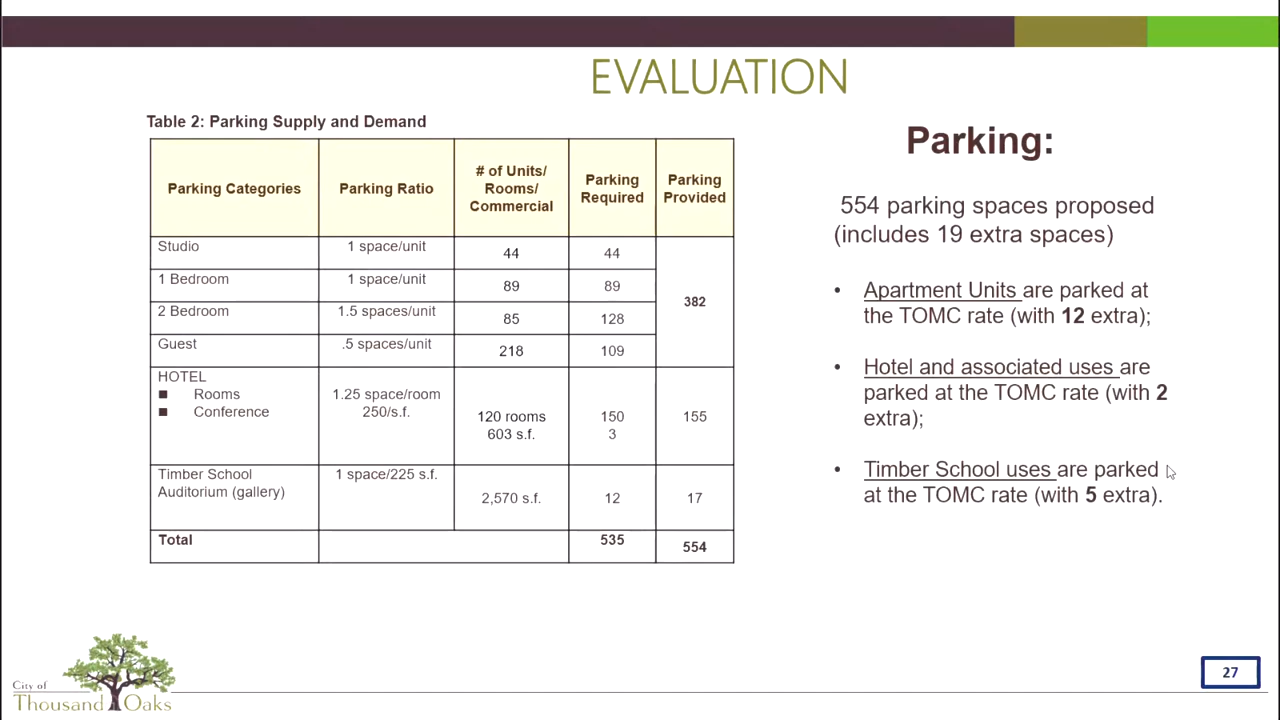 EVALUATION
Table 2: Parking Supply and Demand
Parking Categories
Parking Ratio
# of Units/
Rooms/
Commercial
Parking
Required
Parking
Provided
Studio
1 space/unit
44
44
1 Bedroom
1 space/unit
89
89
2 Bedroom
1.5 spaces/unit
85
128
Guest
.5 spaces/unit
218
109
382
HOTEL
■ Rooms
■ Conference
1.25 space/room
250/s.f.
120 rooms
603 s.f.
150
3
155
Timber School
Auditorium (gallery)
1 space/225 s.f.
2,570 s.f.
12
17
Total
535
554
Parking:
554 parking spaces proposed
(includes 19 extra spaces)
• Apartment Units are parked at
the TOMC rate (with 12 extra);
• Hotel and associated uses are
parked at the TOMC rate (with 2
extra);
• Timber School uses are parked
at the TOMC rate (with 5 extra).
City of
Thousand Oaks
27